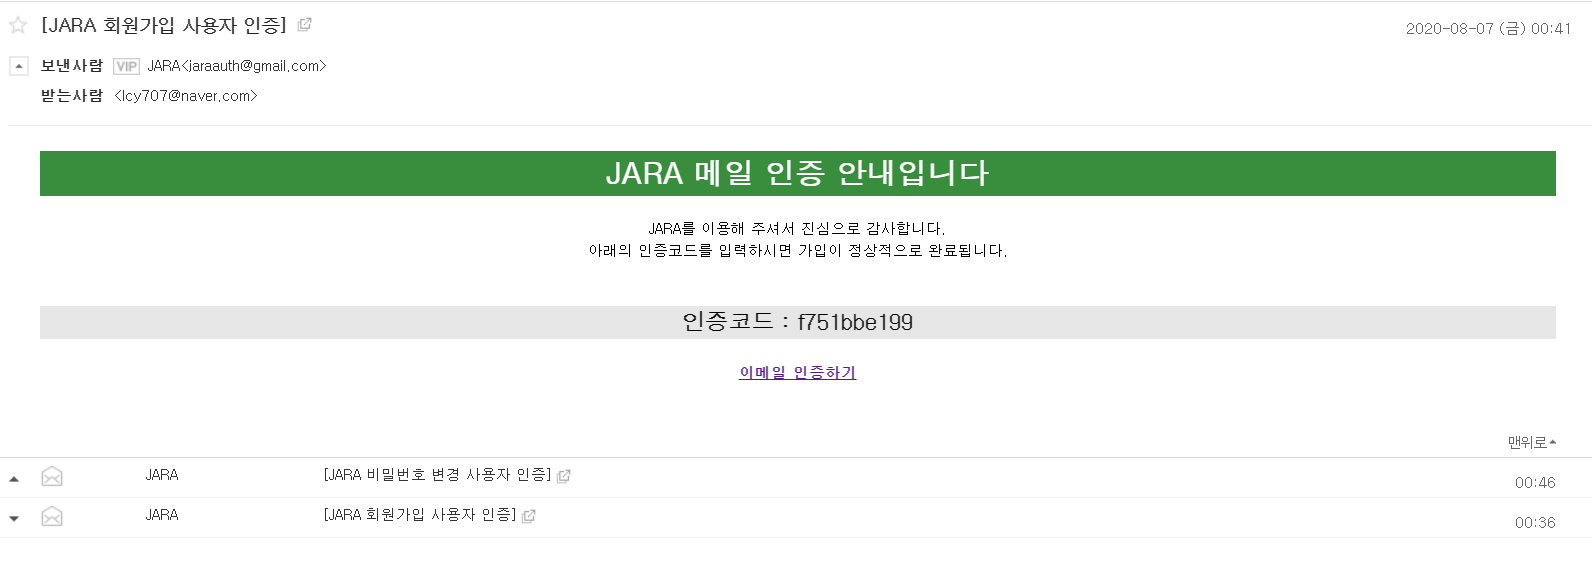 [JARA 회원가입 사용자 인증]
2020-08-07 (금) 00:41
보낸사람 VIP JARA<jaraauth@gmail.com>
받는사람 <lcy707@naver.com>
JARA 메일 인증 안내입니다
JARA를 이용해 주셔서 진심으로 감사합니다.
아래의 인증코드를 입력하시면 가입이 정상적으로 완료됩니다.
인증코드 : f751bbe199
이메일 인증하기
맨위로
JARA [JARA 비밀번호 변경 사용자 인증] 00:46
JARA [JARA 회원가입 사용자 인증] 00:36